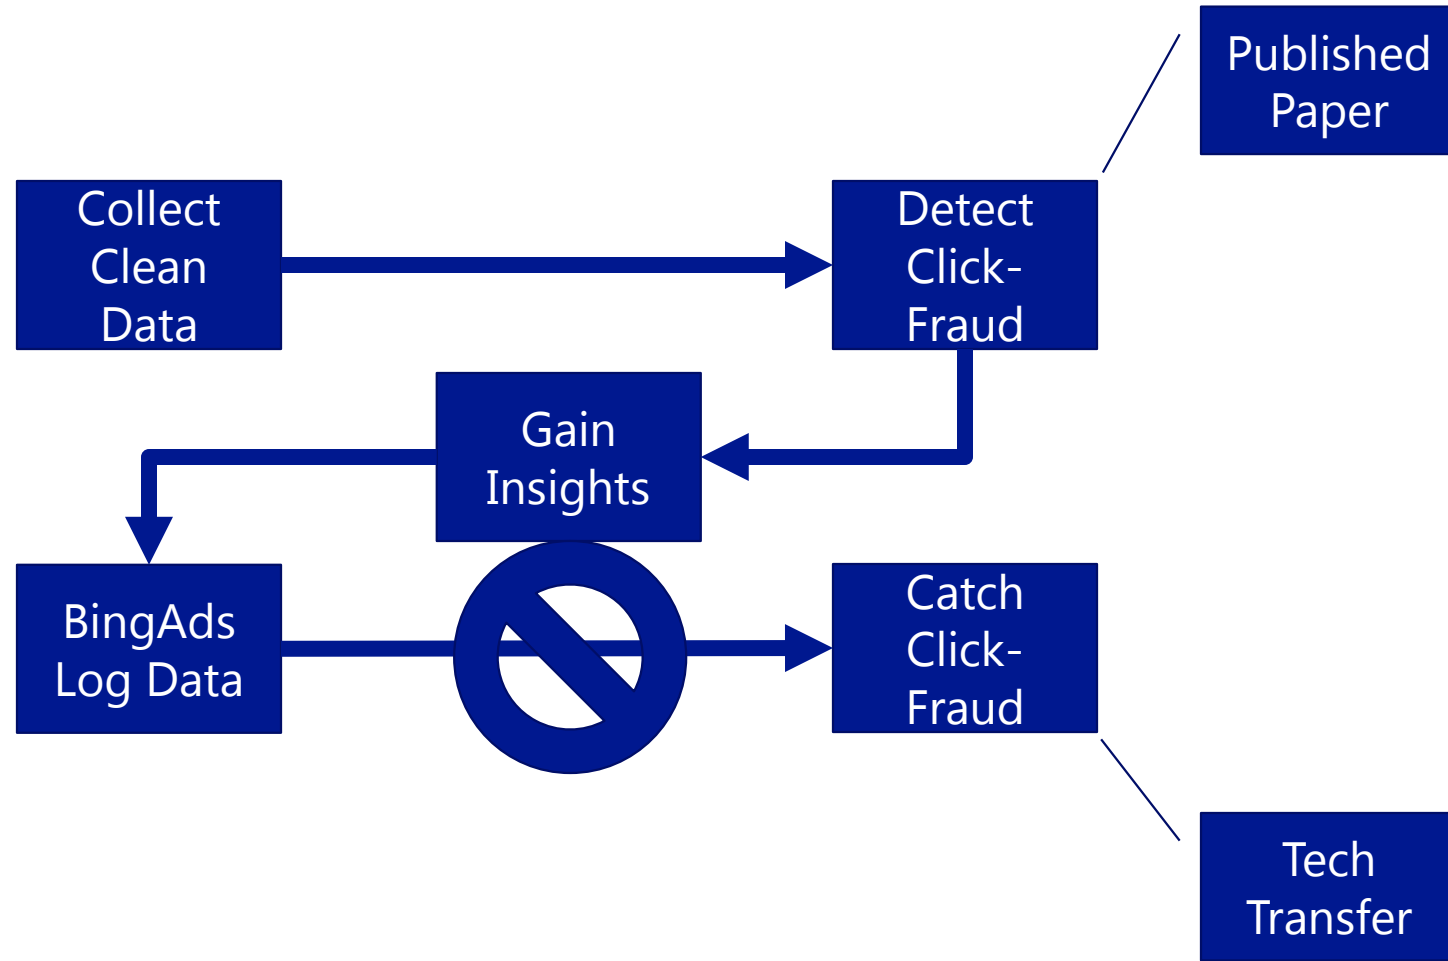 Published
Paper
Collect
Clean
Data
Detect
Click-
Fraud
Gain
Insights
BingAds
Log Data
Catch
Click-
Fraud
Tech
Transfer